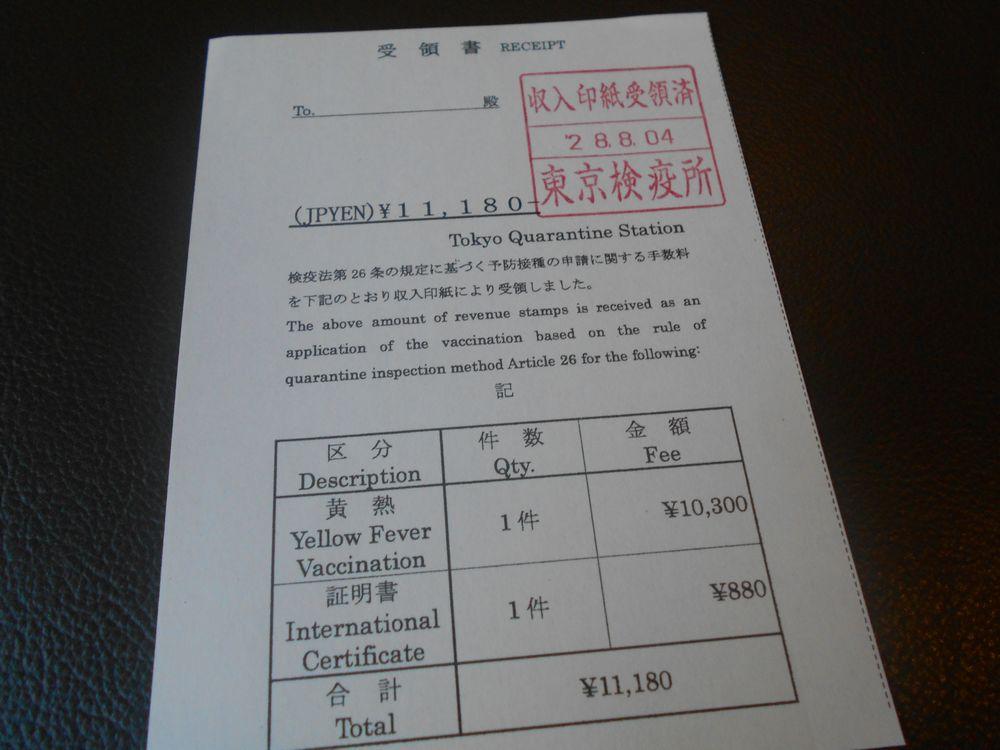 受領書 RECEIPT
To. 殿
収入印紙受領済
'2 8. 8. 04
東京検疫所
(JPYEN)¥11,180-
Tokyo Quarantine Station
検疫法第26条の規定に基づく予防接種の申請に関する手数料
を下記のとおり収入印紙により受領しました。
The above amount of revenue stamps is received as an
application of the vaccination based on the rule of
quarantine inspection method Article 26 for the following:
記
区分 件数 金額
Description Qty. Fee
黄熱
Yellow Fever
Vaccination
1件 ¥10,300
証明書
International
Certificate
1件 ¥880
合計
Total
¥11,180